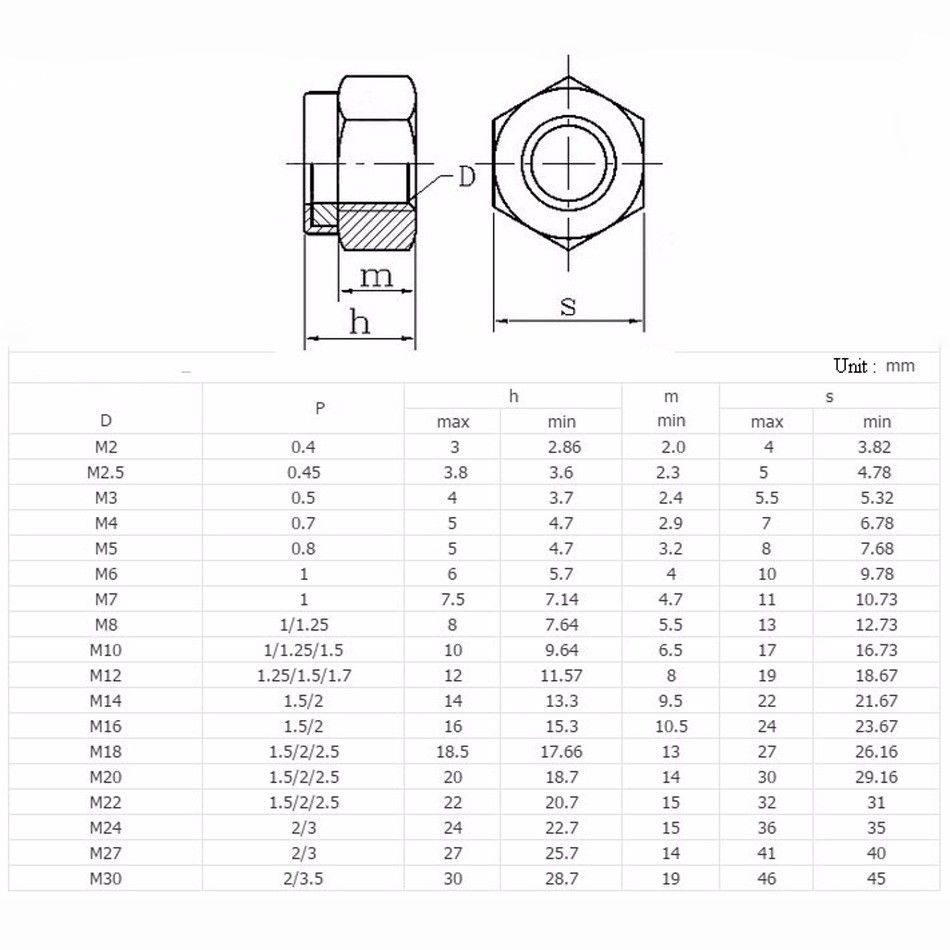 D
m
h
s
Unit : mm
D P h m s
max min min max min
M2 0.4 3 2.86 2.0 4 3.82
M2.5 0.45 3.8 3.6 2.3 5 4.78
M3 0.5 4 3.7 2.4 5.5 5.32
M4 0.7 5 4.7 2.9 7 6.78
M5 0.8 5 4.7 3.2 8 7.68
M6 1 6 5.7 4 10 9.78
M7 1 7.5 7.14 4.7 11 10.73
M8 1/1.25 8 7.64 5.5 13 12.73
M10 1/1.25/1.5 10 9.64 6.5 17 16.73
M12 1.25/1.5/1.7 12 11.57 8 19 18.67
M14 1.5/2 14 13.3 9.5 22 21.67
M16 1.5/2 16 15.3 10.5 24 23.67
M18 1.5/2/2.5 18.5 17.66 13 27 26.16
M20 1.5/2/2.5 20 18.7 14 30 29.16
M22 1.5/2/2.5 22 20.7 15 32 31
M24 2/3 24 22.7 15 36 35
M27 2/3 27 25.7 14 41 40
M30 2/3.5 30 28.7 19 46 45